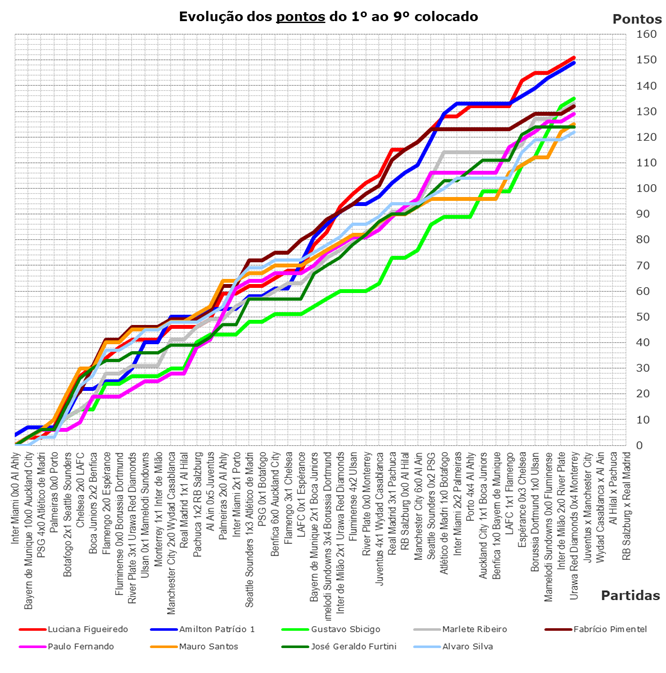 Evolução dos pontos do 1º ao 9º colocado
Pontos
160
150
140
130
120
110
100
90
80
70
60
50
40
30
20
10
0
Inter Miami 0x0 Al Ahly
Bayern de Munique 10x0 Auckland City
PSG 4x0 Atlético de Madri
Palmeiras 0x0 Porto
Botafogo 2x1 Seattle Sounders
Chelsea 2x0 LAFC
Boca Juniors 2x2 Benfica
Flamengo 2x0 Espérance
Fluminense 0x0 Borussia Dortmund
River Plate 3x1 Urawa Red Diamonds
Ulsan 0x1 Mamelodi Sundowns
Monterrey 1x1 Inter de Milão
Manchester City 2x0 Wydad Casablanca
Real Madrid 1x1 Al Hilal
Pachuca 1x2 RB Salzburg
Al Ain 0x5 Juventus
Palmeiras 2x0 Al Ahly
Inter Miami 2x1 Porto
Seattle Sounders 1x3 Atlético de Madri
PSG 0x1 Botafogo
Benfica 6x0 Auckland City
Flamengo 3x1 Chelsea
LAFC 0x1 Espérance
Bayern de Munique 2x1 Boca Juniors
amelodi Sundowns 3x4 Borussia Dortmund
Inter de Milão 2x1 Urawa Red Diamonds
Fluminense 4x2 Ulsan
River Plate 0x0 Monterrey
Juventus 4x1 Wydad Casablanca
Real Madrid 3x1 Pachuca
RB Salzburg 0x0 Al Hilal
Manchester City 6x0 Al Ain
Seattle Sounders 0x2 PSG
Atlético de Madri 1x0 Botafogo
Inter Miami 2x2 Palmeiras
Porto 4x4 Al Ahly
Auckland City 1x1 Boca Juniors
Benfica 1x0 Bayern de Munique
LAFC 1x1 Flamengo
Espérance 0x3 Chelsea
Borussia Dortmund 1x0 Ulsan
Mamelodi Sundowns 0x0 Fluminense
Inter de Milão 2x0 River Plate
Urawa Red Diamonds 0x4 Monterrey
Juventus x Manchester City
Wydad Casablanca x Al Ain
Al Hilal x Pachuca
RB Salzburg x Real Madrid
Partidas
Luciana Figueiredo Amilton Patrício 1 Gustavo Sbicigo Marlete Ribeiro Fabrício Pimentel
Paulo Fernando Mauro Santos José Geraldo Furtini Alvaro Silva